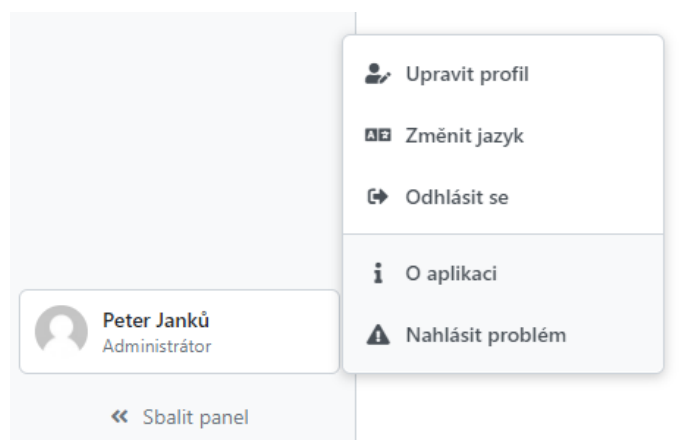 Upravit profil
Změnit jazyk
Odhlásit se
O aplikaci
Nahlásit problém
Peter Janků
Administrátor
Sbalit panel